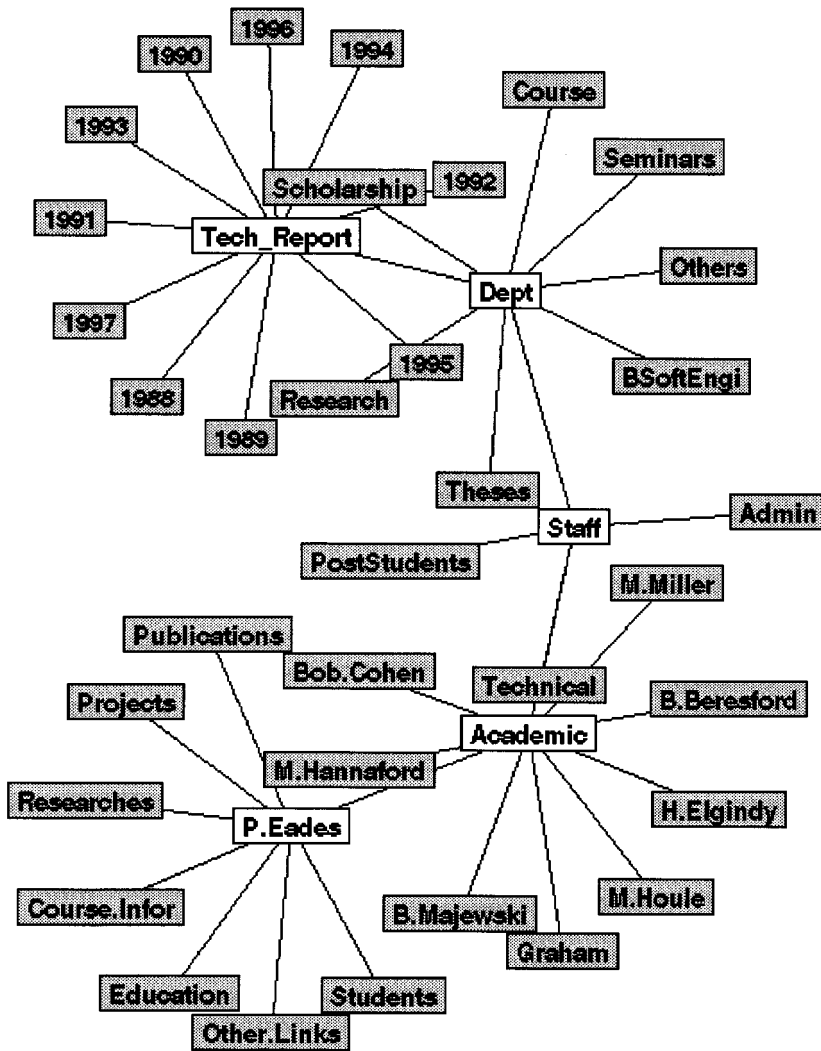 1996
1990
1994
Course
1993
Seminars
Scholarship
1992
1991
Tech_Report
Others
Dept
1997
1995
BSoftEngi
1988
Research
1989
Theses
Admin
Staff
PostStudents
M.Miller
Publications
Bob.Cohen
Technical
Projects
B.Beresford
Academic
M.Hannaford
Researches
H.Elgindy
P.Eades
M.Houle
Course.Infor
B.Majewski
Graham
Education
Students
Other.Links